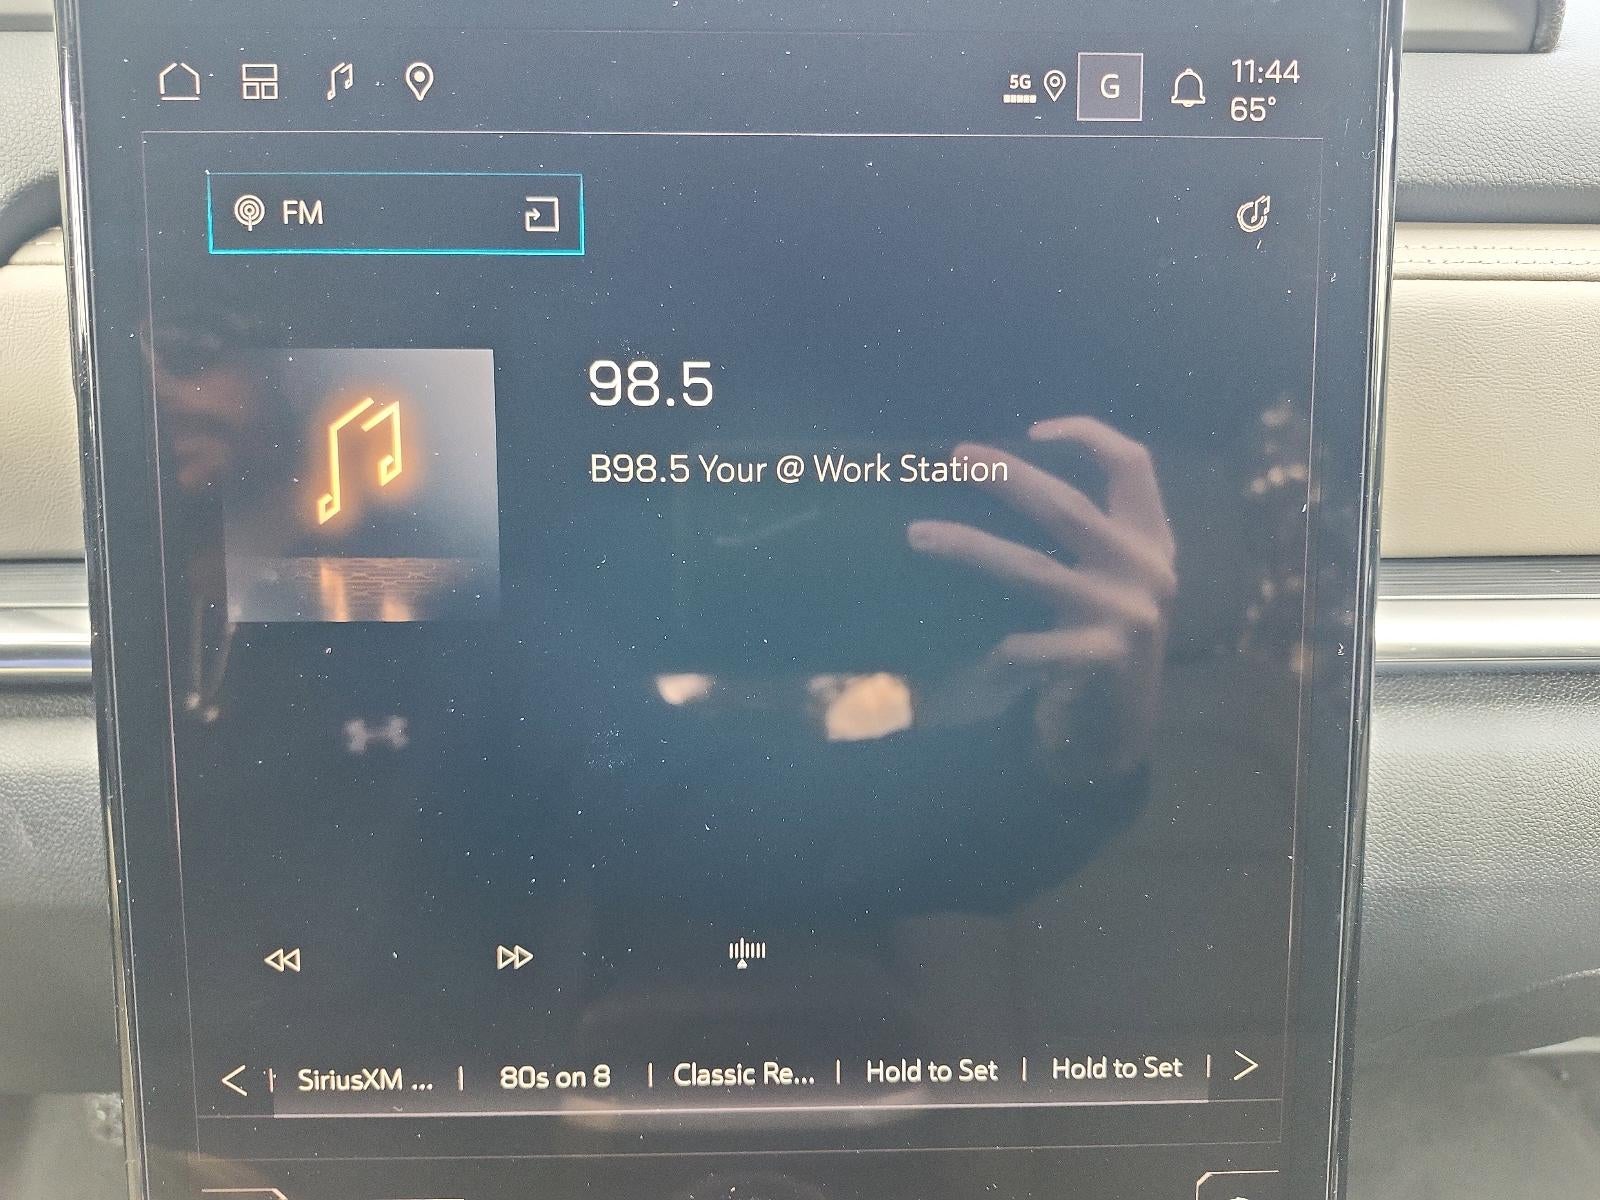 5G G 11:44
65°
FM
98.5
B98.5 Your @ Work Station
SiriusXM ... | 80s on 8 | Classic Re... | Hold to Set | Hold to Set |